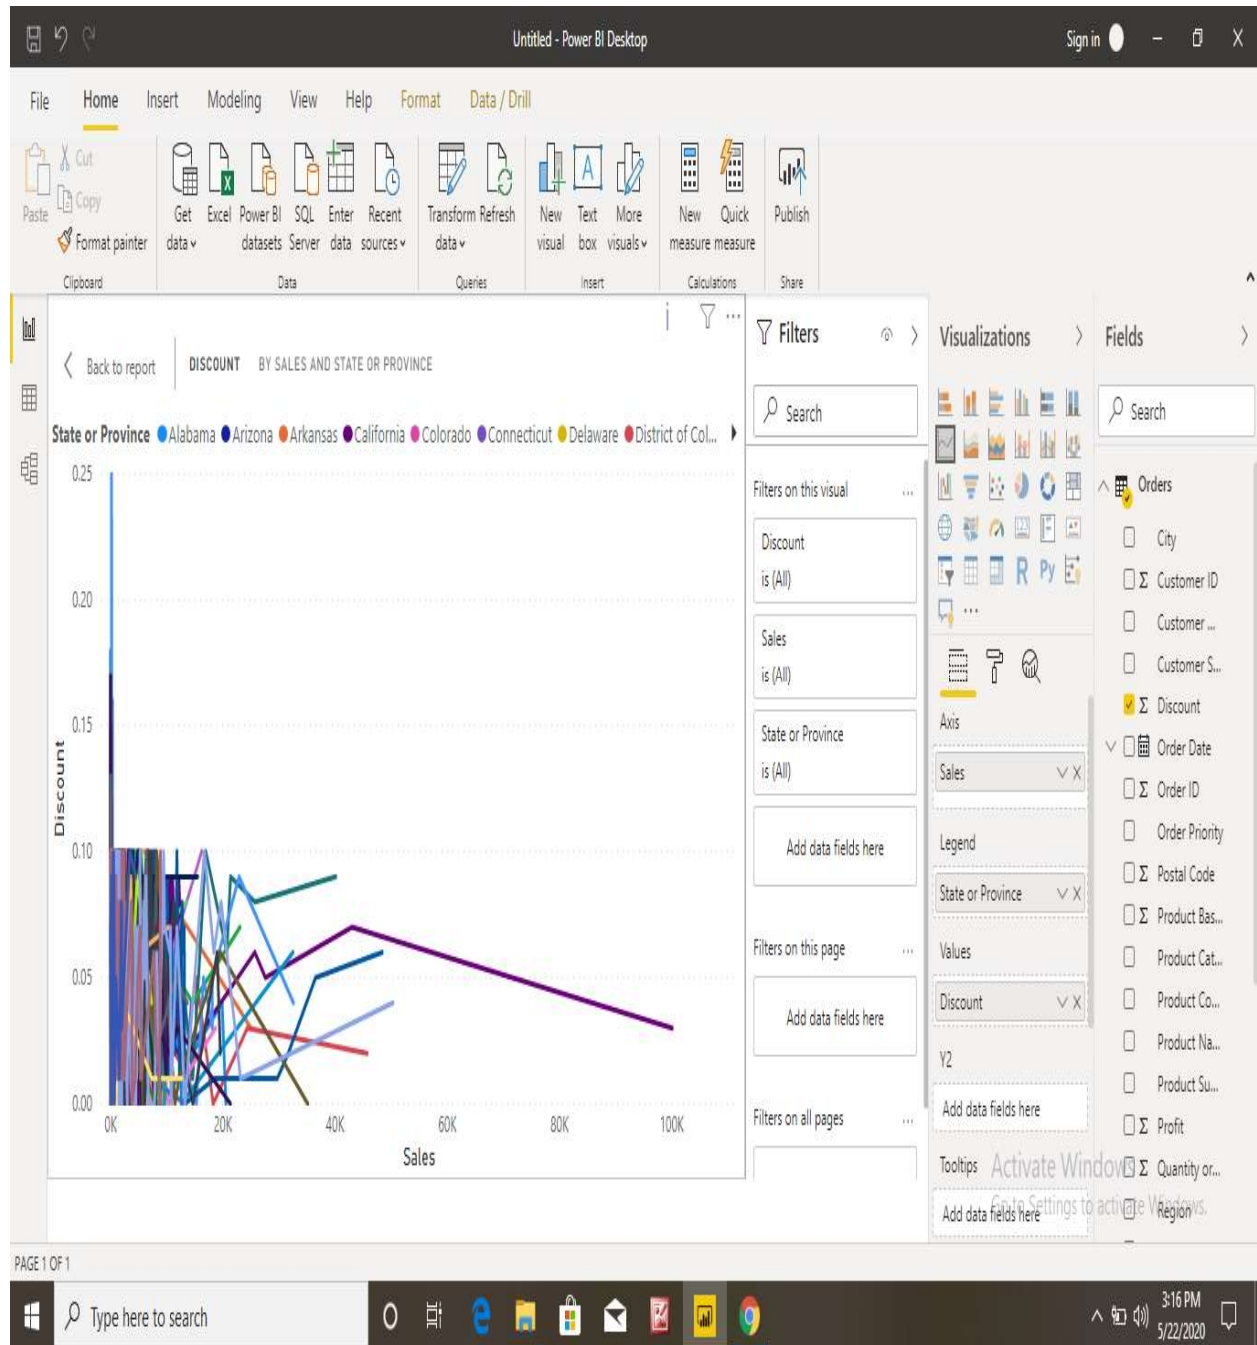 Untitled - Power BI Desktop
Sign in
File Home Insert Modeling View Help Format Data / Drill
Paste
Cut
Copy
Format painter
Clipboard
Get data
Excel
Power BI datasets
SQL Server
Enter data
Recent sources
Data
Transform data
Refresh
Queries
New visual
Text box
More visuals
Insert
New measure
Quick measure
Calculations
Publish
Share
Back to report
DISCOUNT BY SALES AND STATE OR PROVINCE
State or Province Alabama Arizona Arkansas California Colorado Connecticut Delaware District of Col...
0.25
0.20
0.15
0.10
0.05
0.00
Discount
0K 20K 40K 60K 80K 100K
Sales
Filters
Search
Filters on this visual ...
Discount
is (All)
Sales
is (All)
State or Province
is (All)
Add data fields here
Filters on this page ...
Add data fields here
Filters on all pages ...
Visualizations
R Py
123
...
Axis
Sales
Legend
State or Province
Values
Discount
Y2
Add data fields here
Tooltips
Add data fields here
Fields
Search
Orders
City
Σ Customer ID
Customer ...
Customer S...
Σ Discount
Order Date
Σ Order ID
Order Priority
Σ Postal Code
Σ Product Bas...
Product Cat...
Product Co...
Product Na...
Product Su...
Σ Profit
Σ Quantity or...
Region
Activate Windows
Go to Settings to activate Windows.
PAGE 1 OF 1
Type here to search
3:16 PM
5/22/2020